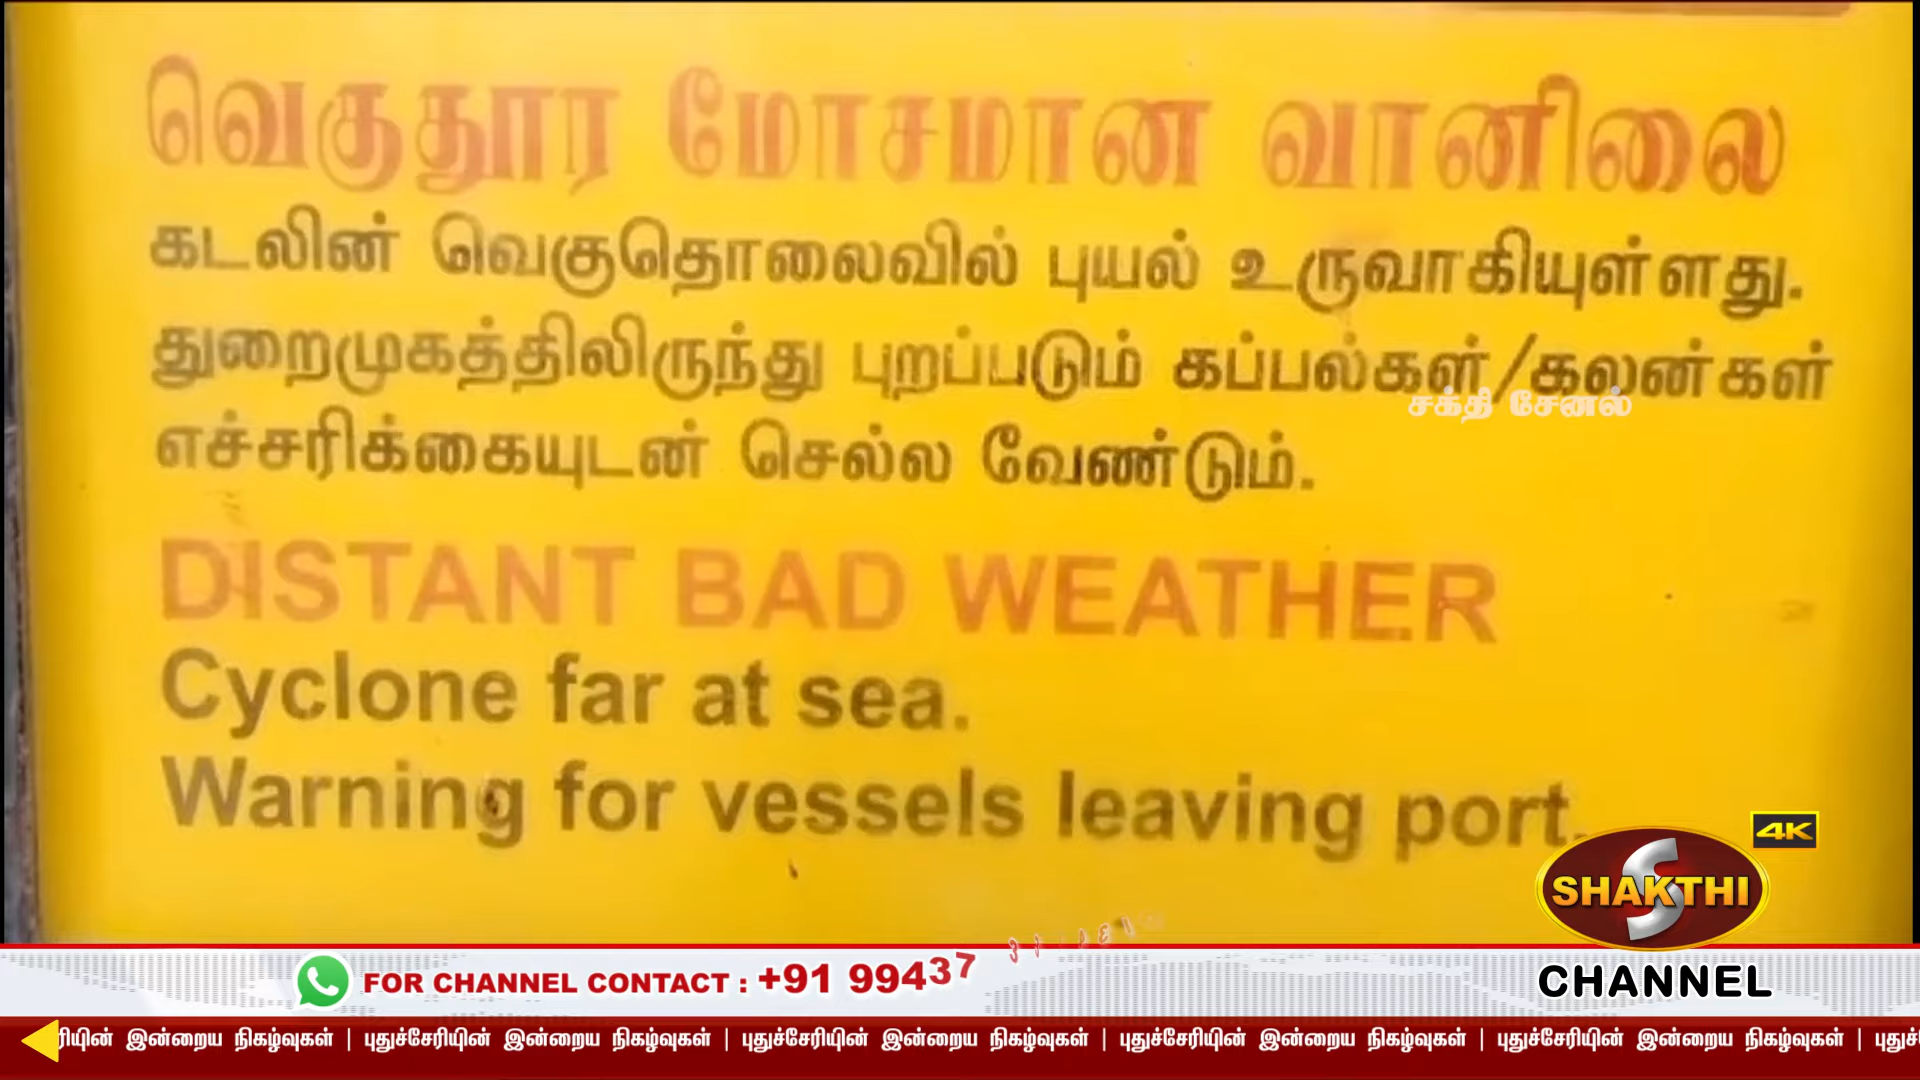 வெகுதூர மோசமான வானிலை
கடலின் வெகுதொலைவில் புயல் உருவாகியுள்ளது.
துறைமுகத்திலிருந்து புறப்படும் கப்பல்கள்/கலன்கள்
சக்தி சேனல்
எச்சரிக்கையுடன் செல்ல வேண்டும்.
DISTANT BAD WEATHER
Cyclone far at sea.
Warning for vessels leaving port.
4K
S
SHAKTHI
CHANNEL
FOR CHANNEL CONTACT : +91 99437
ரியின் இன்றைய நிகழ்வுகள் | புதுச்சேரியின் இன்றைய நிகழ்வுகள் | புதுச்சேரியின் இன்றைய நிகழ்வுகள் | புதுச்சேரியின் இன்றைய நிகழ்வுகள் | புதுச்சேரியின் இன்றைய நிகழ்வுகள் |